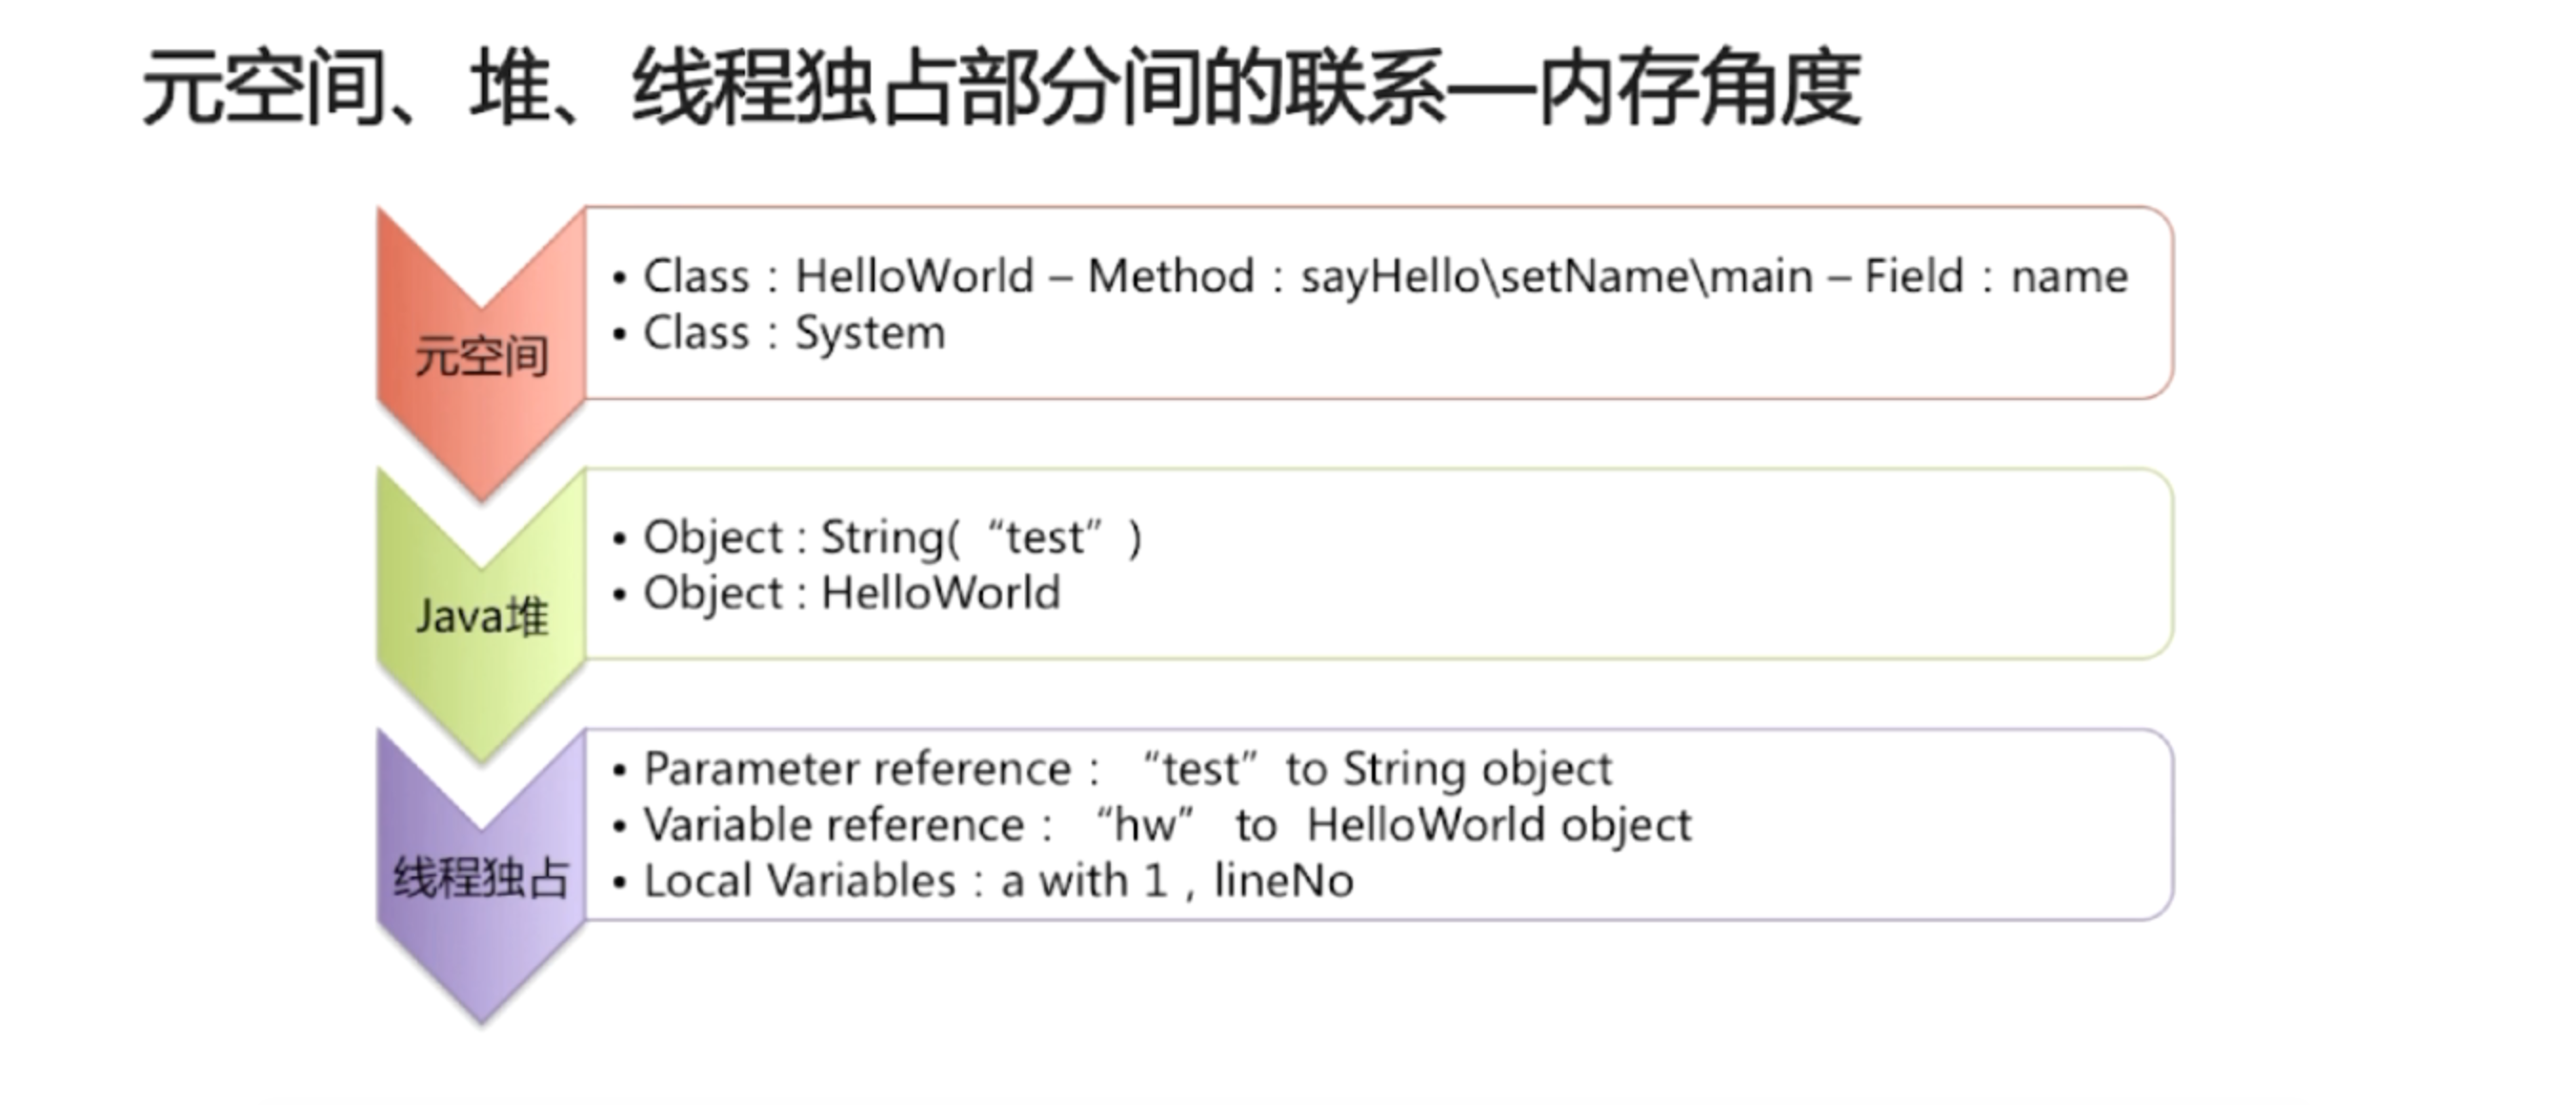 元空间、堆、线程独占部分间的联系—内存角度
元空间
• Class：HelloWorld – Method：sayHello\setName\main – Field：name
• Class：System
Java堆
• Object : String( “test” )
• Object : HelloWorld
线程独占
• Parameter reference： “test” to String object
• Variable reference： “hw” to HelloWorld object
• Local Variables：a with 1，lineNo